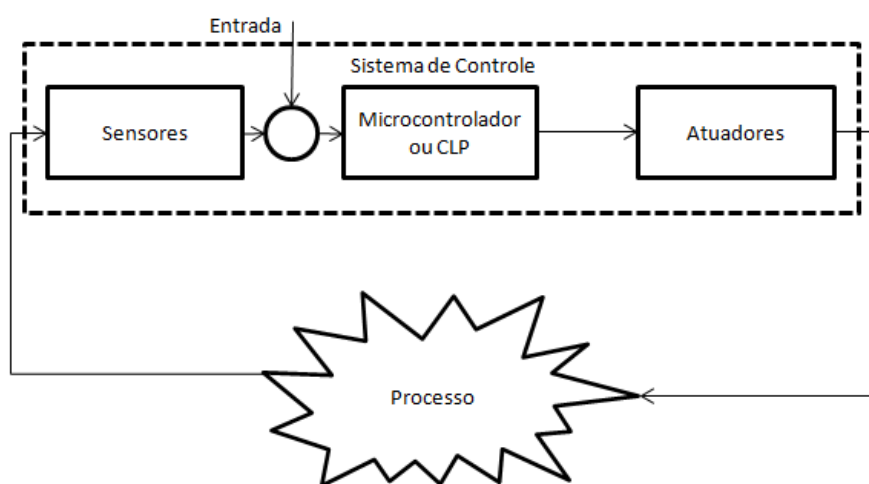 Entrada
Sistema de Controle
Sensores
Microcontrolador
ou CLP
Atuadores
Processo